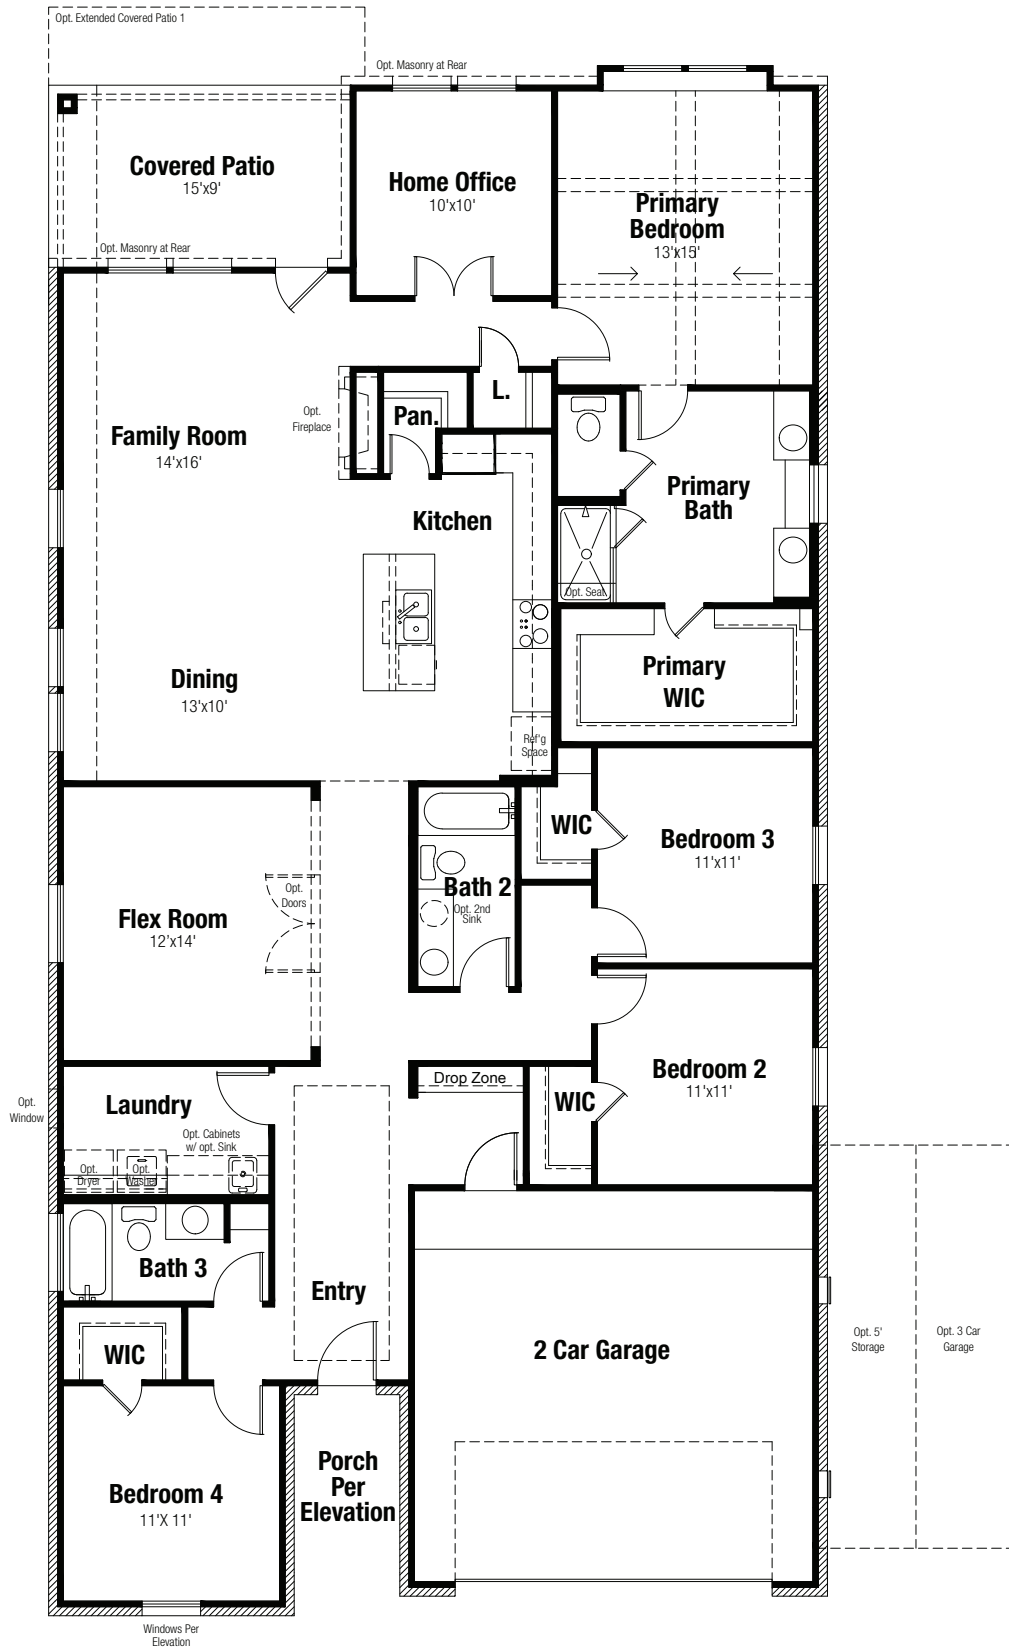 Opt. Extended Covered Patio 1
Opt. Masonry at Rear
Covered Patio
15'x9'
Home Office
10'x10'
Primary
Bedroom
13'x15'
Opt. Masonry at Rear
L.
Pan.
Opt.
Fireplace
Family Room
14'x16'
Kitchen
Primary
Bath
Opt. Seat
Primary
WIC
Dining
13'x10'
Ref'g
Space
WIC
Bedroom 3
11'x11'
Bath 2
Opt. 2nd
Sink
Opt.
Doors
Flex Room
12'x14'
Bedroom 2
11'x11'
Drop Zone
WIC
Opt.
Window
Laundry
Opt. Cabinets
w/ opt. Sink
Opt.
Dryer
Opt.
Washer
Bath 3
Entry
WIC
2 Car Garage
Opt. 5'
Storage
Opt. 3 Car
Garage
Porch
Per
Elevation
Bedroom 4
11'X 11'
Windows Per
Elevation